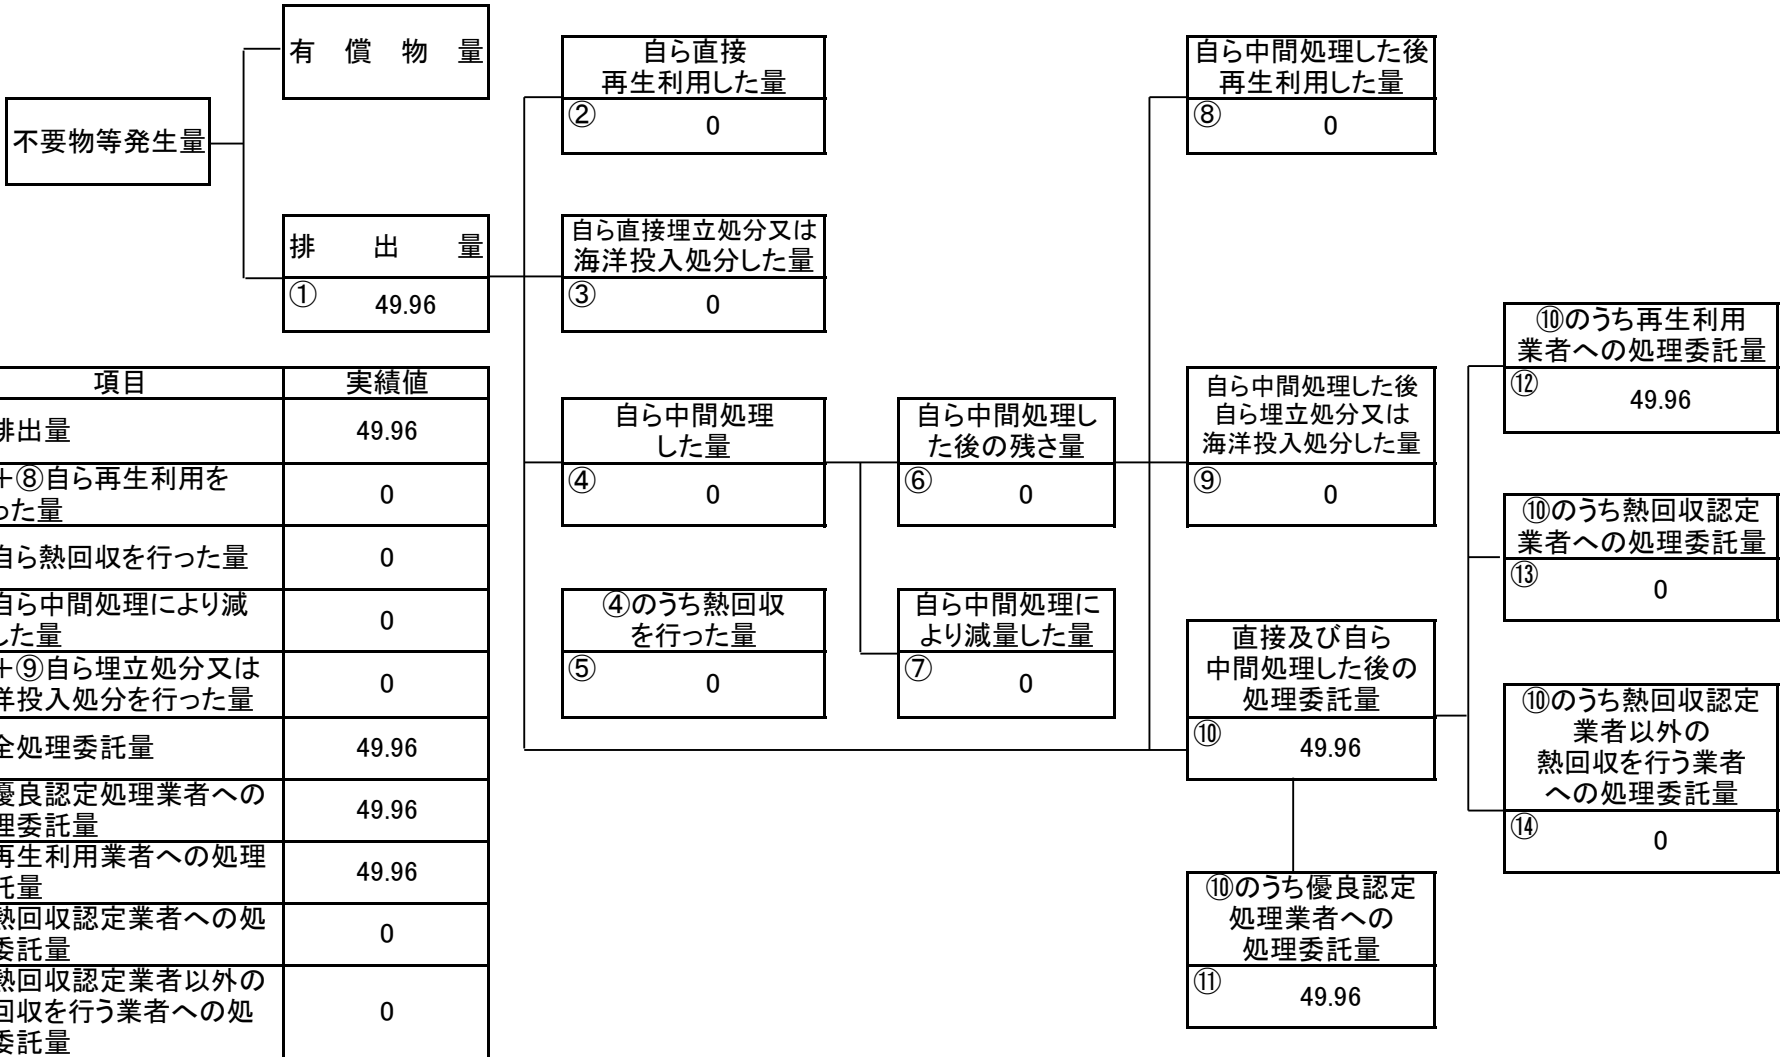 有償物量
不要物等発生量
排出量
①
49.96
自ら直接
再生利用した量
②
0
自ら直接埋立処分又は
海洋投入処分した量
③
0
自ら中間処理
した量
④
0
④のうち熱回収
を行った量
⑤
0
自ら中間処理し
た後の残さ量
⑥
0
自ら中間処理に
より減量した量
⑦
0
自ら中間処理した後
再生利用した量
⑧
0
自ら中間処理した後
自ら埋立処分又は
海洋投入処分した量
⑨
0
直接及び自ら
中間処理した後の
処理委託量
⑩
49.96
⑩のうち優良認定
処理業者への
処理委託量
⑪
49.96
⑩のうち再生利用
業者への処理委託量
⑫
49.96
⑩のうち熱回収認定
業者への処理委託量
⑬
0
⑩のうち熱回収認定
業者以外の
熱回収を行う業者
への処理委託量
⑭
0
項目 実績値
排出量 49.96
+⑧自ら再生利用を
った量
0
自ら熱回収を行った量 0
自ら中間処理により減
した量
0
+⑨自ら埋立処分又は
洋投入処分を行った量
0
全処理委託量 49.96
優良認定処理業者への
理委託量
49.96
再生利用業者への処理
託量
49.96
熱回収認定業者への処
委託量
0
熱回収認定業者以外の
回収を行う業者への処
委託量
0